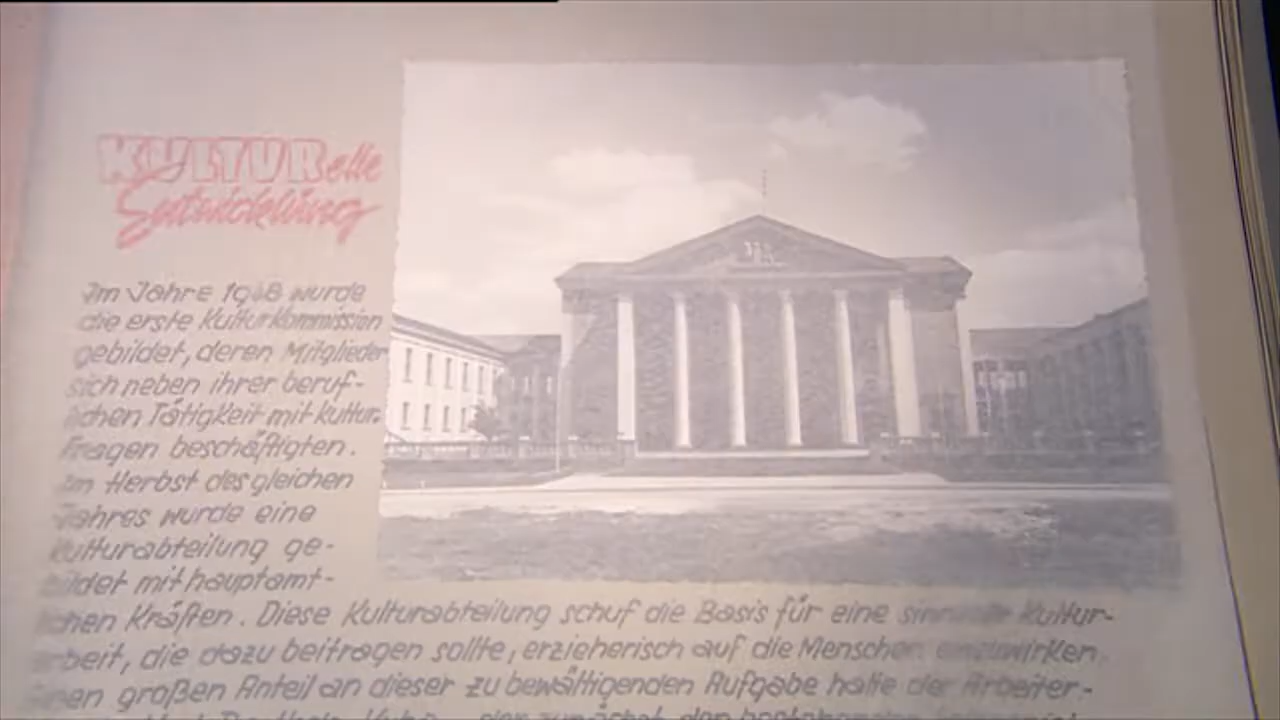 KULTURelle
Entwicklung
Im Jahre 1948 wurde
die erste Kulturkommission
gebildet, deren Mitglieder
sich neben ihrer beruf-
lichen Tätigkeit mit kultur.
Fragen beschäftigten.
Im Herbst des gleichen
Jahres wurde eine
Kulturabteilung ge-
bildet mit hauptamt-
lichen Kräften. Diese Kulturabteilung schuf die Basis für eine sinnvolle Kultur-
arbeit, die dazu beitragen sollte, erzieherisch auf die Menschen einzuwirken.
Einen großen Anteil an dieser zu bewältigenden Aufgabe hatte der Arbeiter-